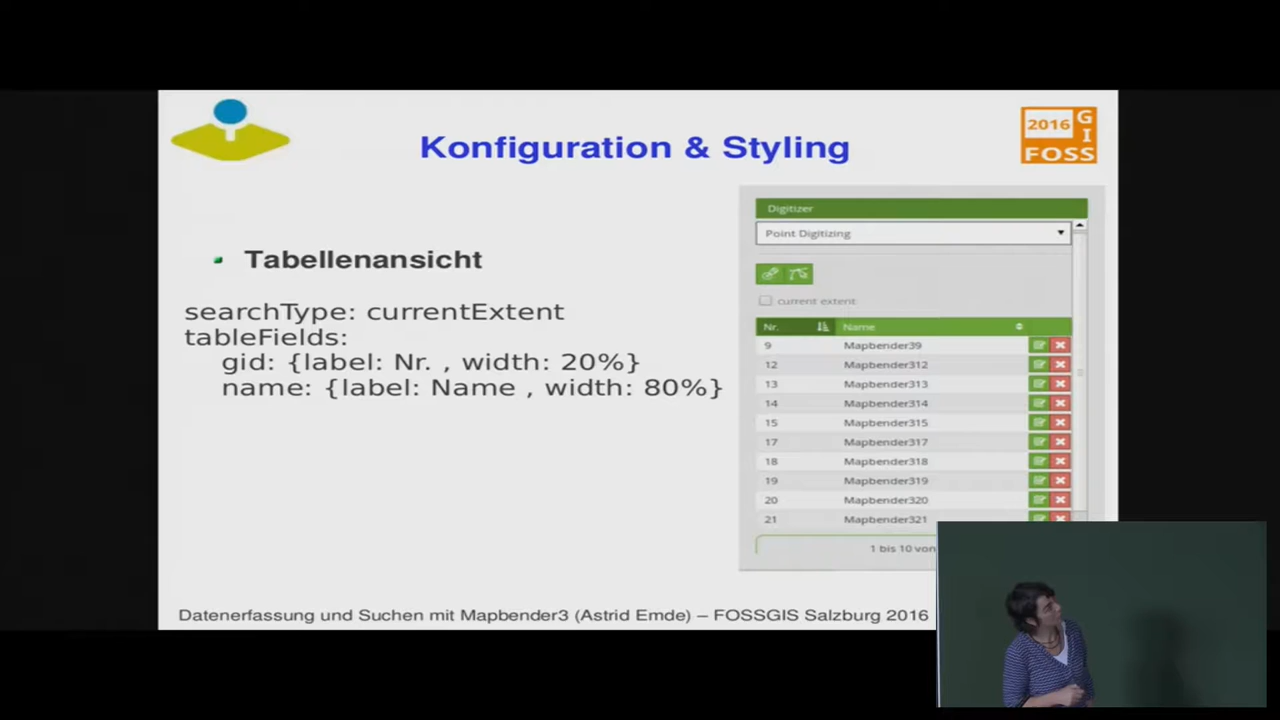 Konfiguration & Styling
2016 G
I
FOSS
Tabellenansicht
searchType: currentExtent
tableFields:
gid: {label: Nr. , width: 20%}
name: {label: Name , width: 80%}
Digitizer
Point Digitizing
current extent
Nr. Name
9 Mapbender39
12 Mapbender312
13 Mapbender313
14 Mapbender314
15 Mapbender315
17 Mapbender317
18 Mapbender318
19 Mapbender319
20 Mapbender320
21 Mapbender321
1 bis 10 von
Datenerfassung und Suchen mit Mapbender3 (Astrid Emde) – FOSSGIS Salzburg 2016